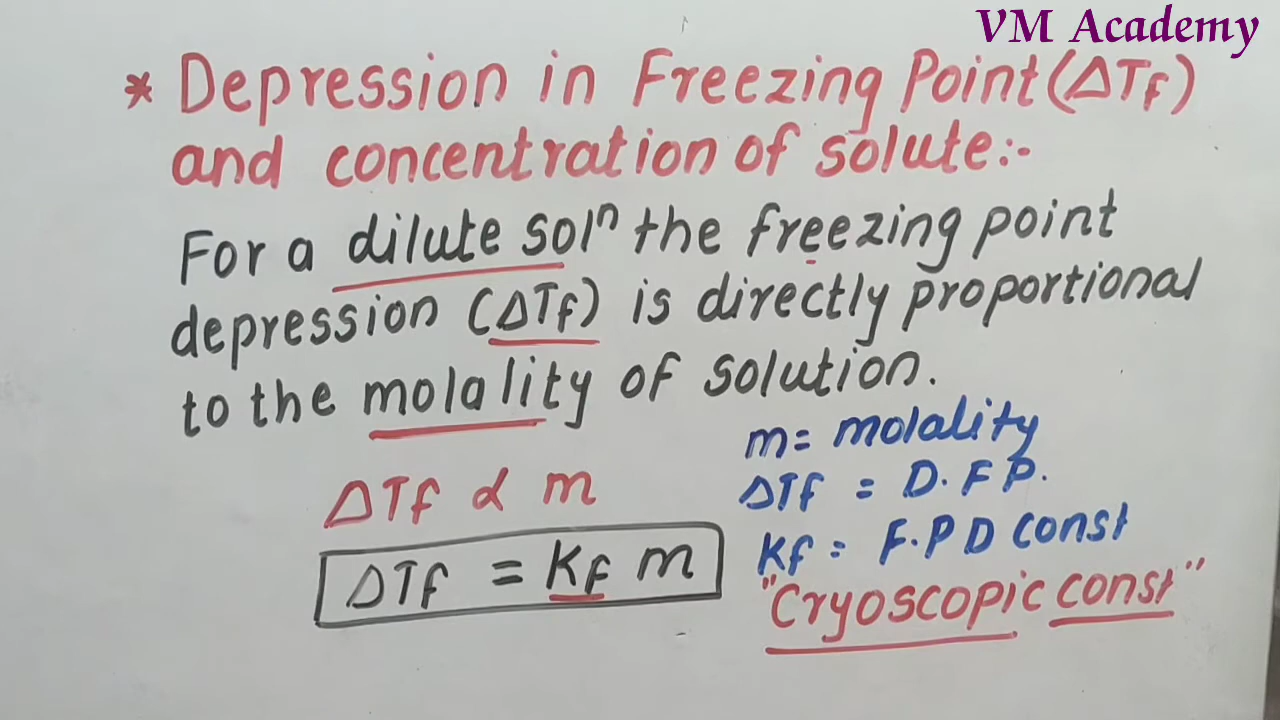 VM Academy
* Depression in Freezing Point (ΔTf)
and concentration of solute:-
For a dilute solⁿ the freezing point
depression (ΔTf) is directly proportional
to the molality of solution.
ΔTf ∝ m
ΔTf = Kf m
m = molality
ΔTf = D.F.P.
Kf = F.P D const
"Cryoscopic const"